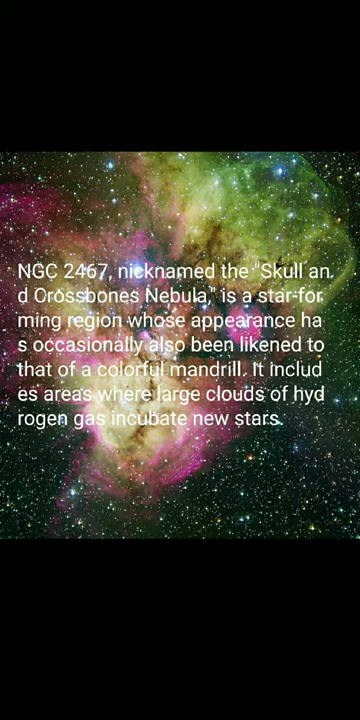 NGC 2467, nicknamed the "Skull an
d Crossbones Nebula," is a star-for
ming region whose appearance ha
s occasionally also been likened to
that of a colorful mandrill. It includ
es areas where large clouds of hyd
rogen gas incubate new stars.